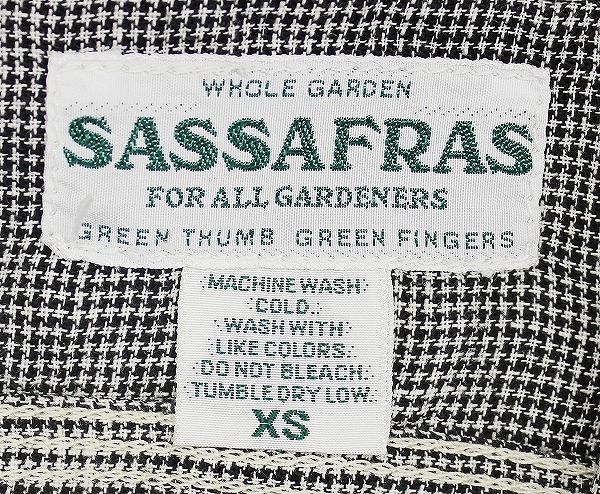 WHOLE GARDEN
SASSAFRAS
FOR ALL GARDENERS
GREEN THUMB GREEN FINGERS
MACHINE WASH
COLD.
WASH WITH
LIKE COLORS.
DO NOT BLEACH.
TUMBLE DRY LOW.
XS